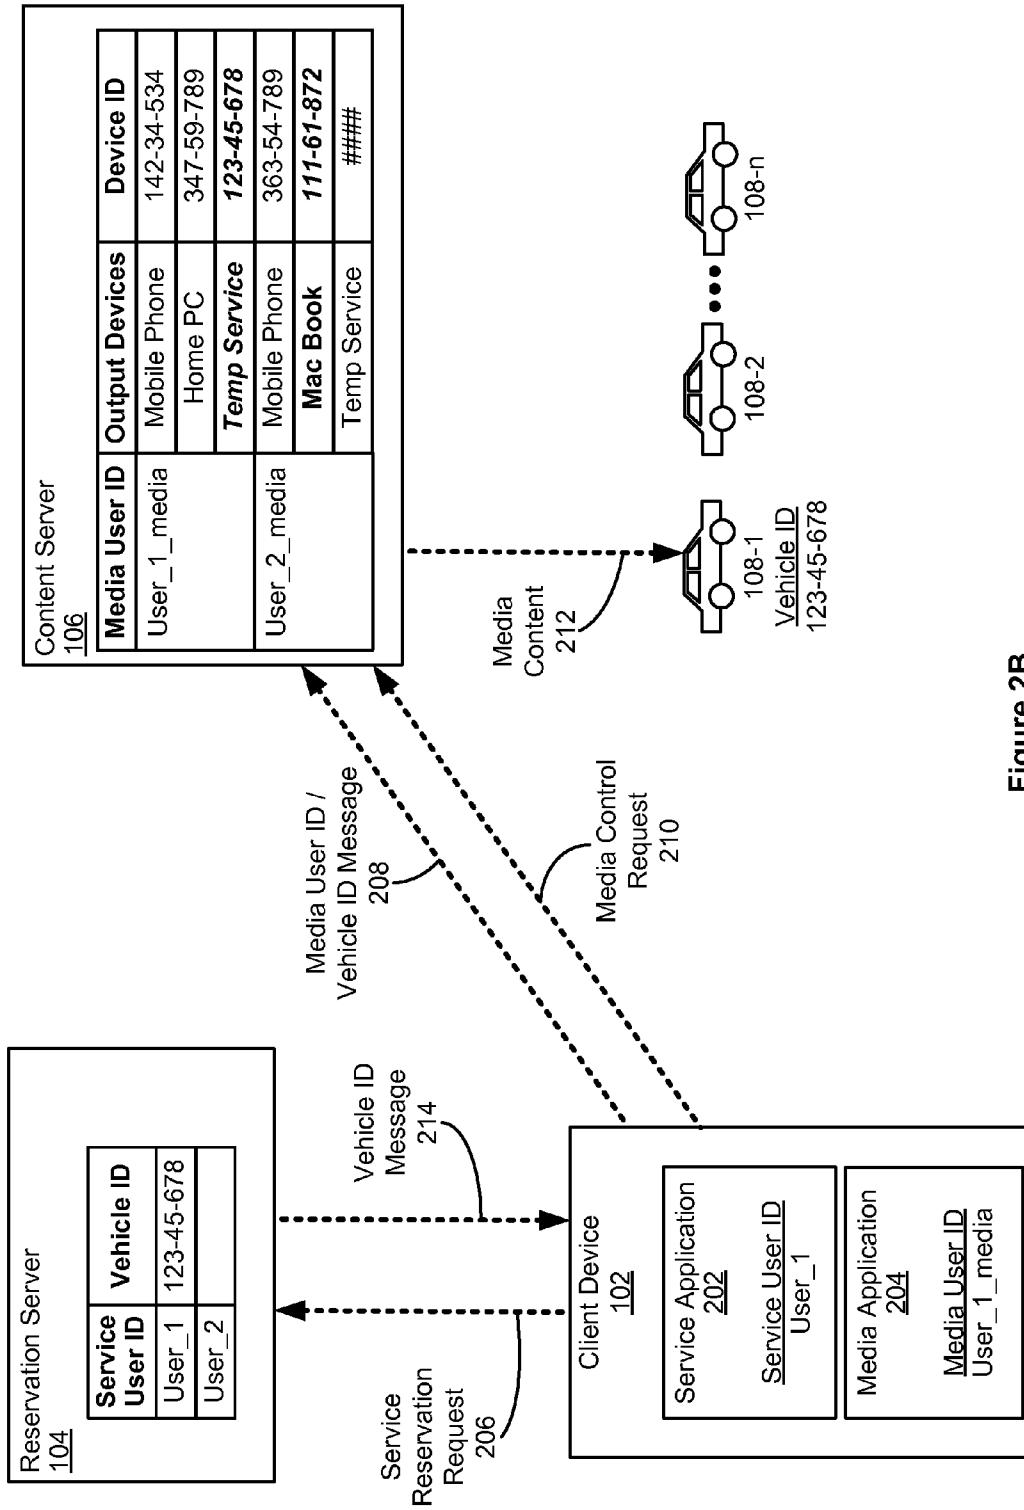 Reservation Server
104
Service User ID Vehicle ID
User_1 123-45-678
User_2
Content Server
106
Media User ID Output Devices Device ID
User_1_media Mobile Phone 142-34-534
Home PC 347-59-789
Temp Service 123-45-678
User_2_media Mobile Phone 363-54-789
Mac Book 111-61-872
Temp Service ####
Service
Reservation
Request
206
Vehicle ID
Message
214
Media User ID /
Vehicle ID Message
208
Media Control
Request
210
Media
Content
212
Client Device
102
Service Application
202
Service User ID
User_1
Media Application
204
Media User ID
User_1_media
108-1
Vehicle ID
123-45-678
108-2
108-n
Figure 2B